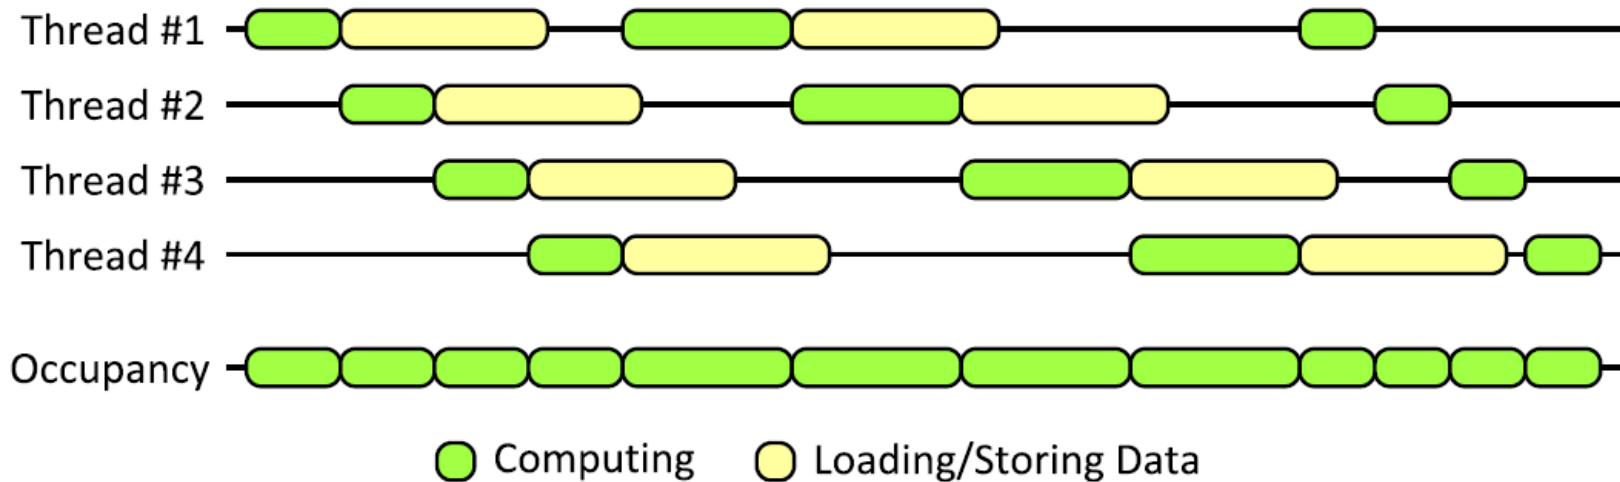 Thread #1
Thread #2
Thread #3
Thread #4
Occupancy
Computing
Loading/Storing Data